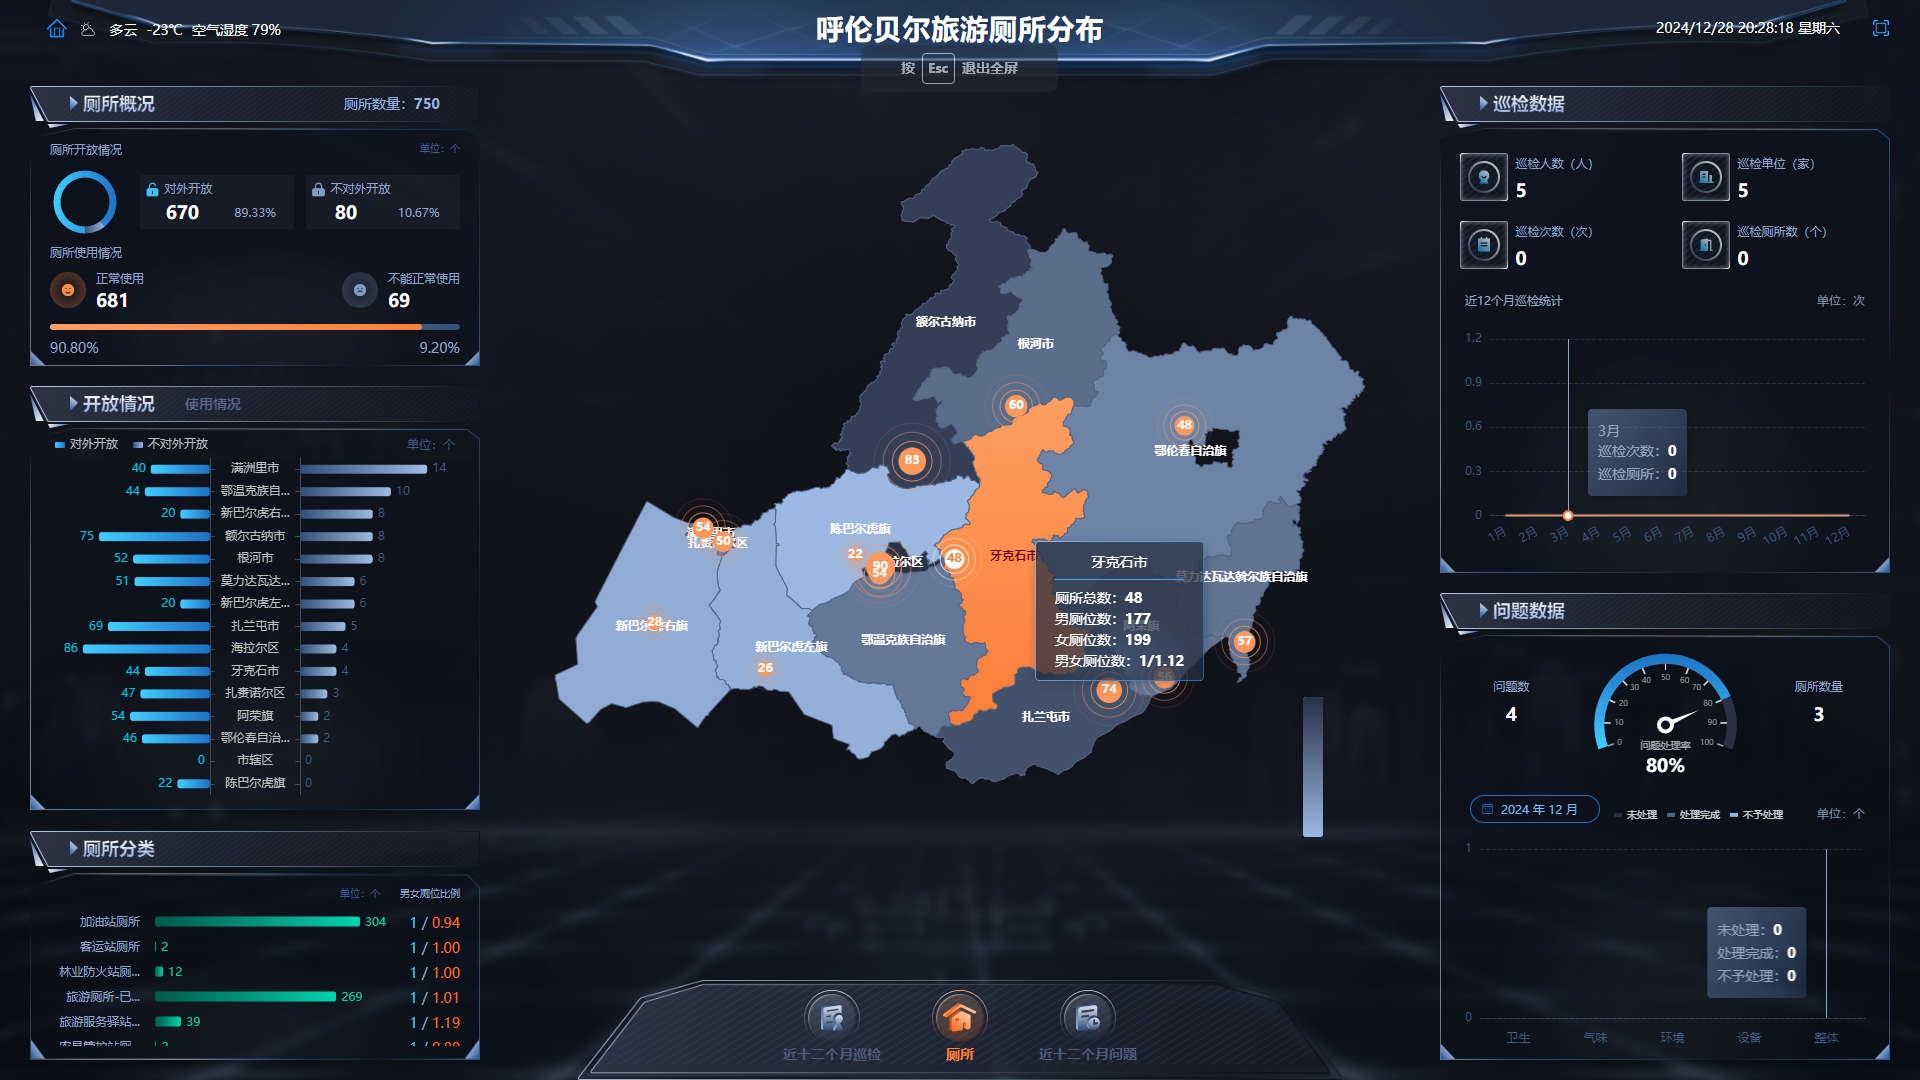 多云 -23℃ 空气湿度 79%
呼伦贝尔旅游厕所分布
2024/12/28 20:28:18 星期六
按 Esc 退出全屏
厕所概况
厕所数量：750
厕所开放情况
单位：个
对外开放
670 89.33%
不对外开放
80 10.67%
厕所使用情况
正常使用
681
不能正常使用
69
90.80%
9.20%
开放情况
使用情况
对外开放 不对外开放
单位：个
40 满洲里市 14
44 鄂温克族自... 10
20 新巴尔虎右... 8
75 额尔古纳市 8
52 根河市 8
51 莫力达瓦达... 6
20 新巴尔虎左... 6
69 扎兰屯市 5
86 海拉尔区 4
44 牙克石市 4
47 扎赉诺尔区 3
54 阿荣旗 2
46 鄂伦春自治... 2
0 市辖区 0
22 陈巴尔虎旗 0
厕所分类
单位：个 男女厕位比例
加油站厕所 304 1 / 0.94
客运站厕所 2 1 / 1.00
林业防火站厕... 12 1 / 1.00
旅游厕所-已... 269 1 / 1.01
旅游服务驿站... 39 1 / 1.19
额尔古纳市
根河市
60
48
鄂伦春自治旗
83
54
50
陈巴尔虎旗
22
90
54
尔区
48
牙克石市
28
新巴尔虎右旗
新巴尔虎左旗
26
鄂温克族自治旗
莫力达瓦达斡尔族自治旗
阿荣旗
57
56
74
扎兰屯市
牙克石市
厕所总数：48
男厕位数：177
女厕位数：199
男女厕位数：1/1.12
近十二个月巡检
厕所
近十二个月问题
巡检数据
巡检人数（人）
5
巡检单位（家）
5
巡检次数（次）
0
巡检厕所数（个）
0
近12个月巡检统计
单位：次
1.2
0.9
0.6
0.3
0
3月
巡检次数：0
巡检厕所：0
1月 2月 3月 4月 5月 6月 7月 8月 9月 10月 11月 12月
问题数据
问题数
4
0 10 20 30 40 50 60 70 80 90 100
问题处理率
80%
厕所数量
3
2024 年 12 月
未处理 处理完成 不予处理
单位：个
1
0
未处理：0
处理完成：0
不予处理：0
卫生 气味 环境 设备 整体